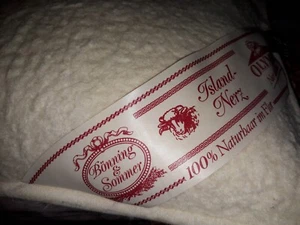 Bönning
&
Sommer
Island-
Nerz
100% Naturhaar im Flor